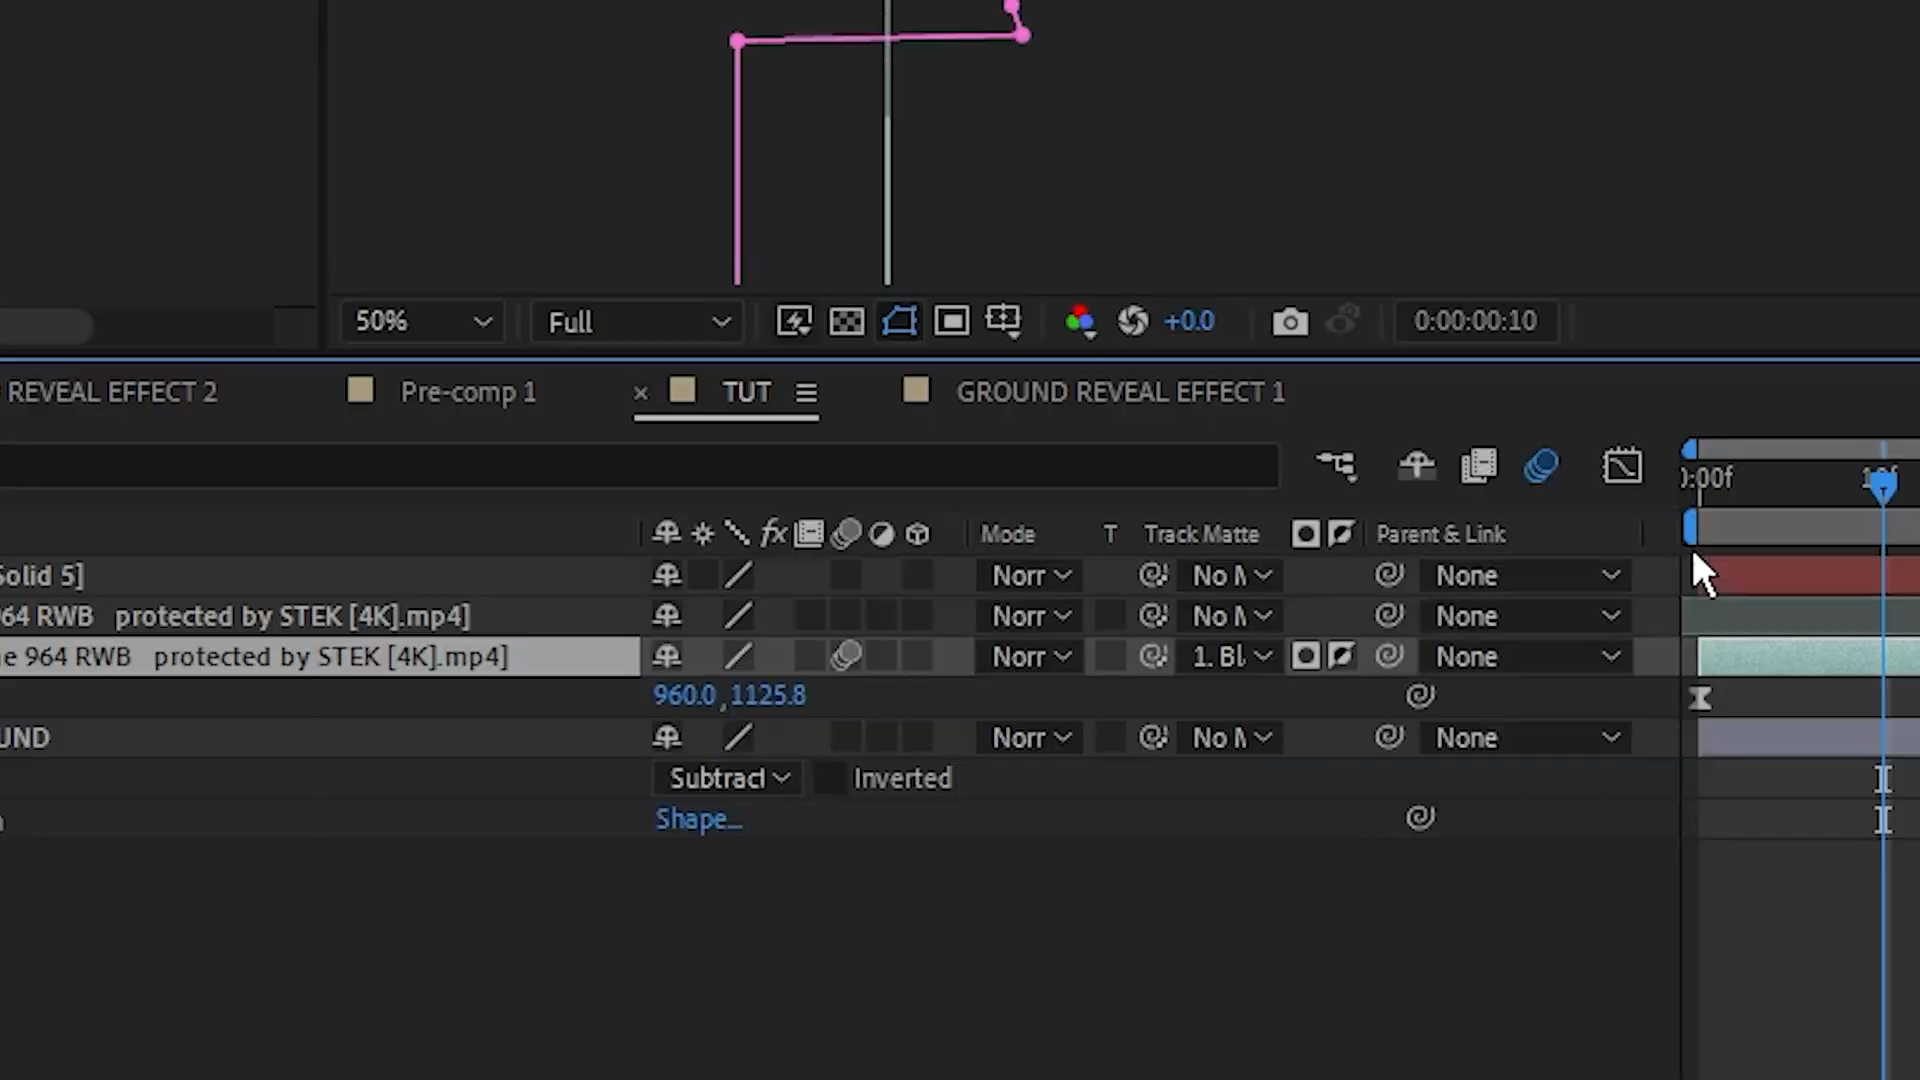 50% Full +0.0 0:00:00:10
REVEAL EFFECT 2 Pre-comp 1 × TUT GROUND REVEAL EFFECT 1
0:00f
fx Mode T Track Matte Parent & Link
Solid 5] Norr No None
964 RWB protected by STEK [4K].mp4] Norr No None
e 964 RWB protected by STEK [4K].mp4] Norr 1. Bl None
960.0,1125.8
UND Norr No None
Subtract Inverted
Shape...